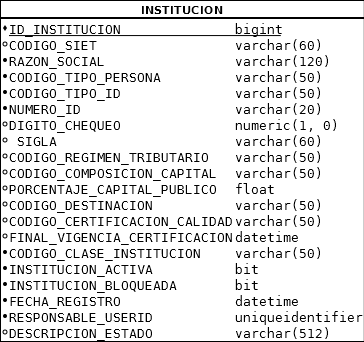 INSTITUCION
♦ID_INSTITUCION bigint
○CODIGO_SIET varchar(60)
●RAZON_SOCIAL varchar(120)
●CODIGO_TIPO_PERSONA varchar(50)
●CODIGO_TIPO_ID varchar(50)
●NUMERO_ID varchar(20)
○DIGITO_CHEQUEO numeric(1, 0)
○ SIGLA varchar(60)
○CODIGO_REGIMEN_TRIBUTARIO varchar(50)
○CODIGO_COMPOSICION_CAPITAL varchar(50)
○PORCENTAJE_CAPITAL_PUBLICO float
○CODIGO_DESTINACION varchar(50)
○CODIGO_CERTIFICACION_CALIDAD varchar(50)
○FINAL_VIGENCIA_CERTIFICACION datetime
●CODIGO_CLASE_INSTITUCION varchar(50)
●INSTITUCION_ACTIVA bit
●INSTITUCION_BLOQUEADA bit
●FECHA_REGISTRO datetime
●RESPONSABLE_USERID uniqueidentifier
○DESCRIPCION_ESTADO varchar(512)